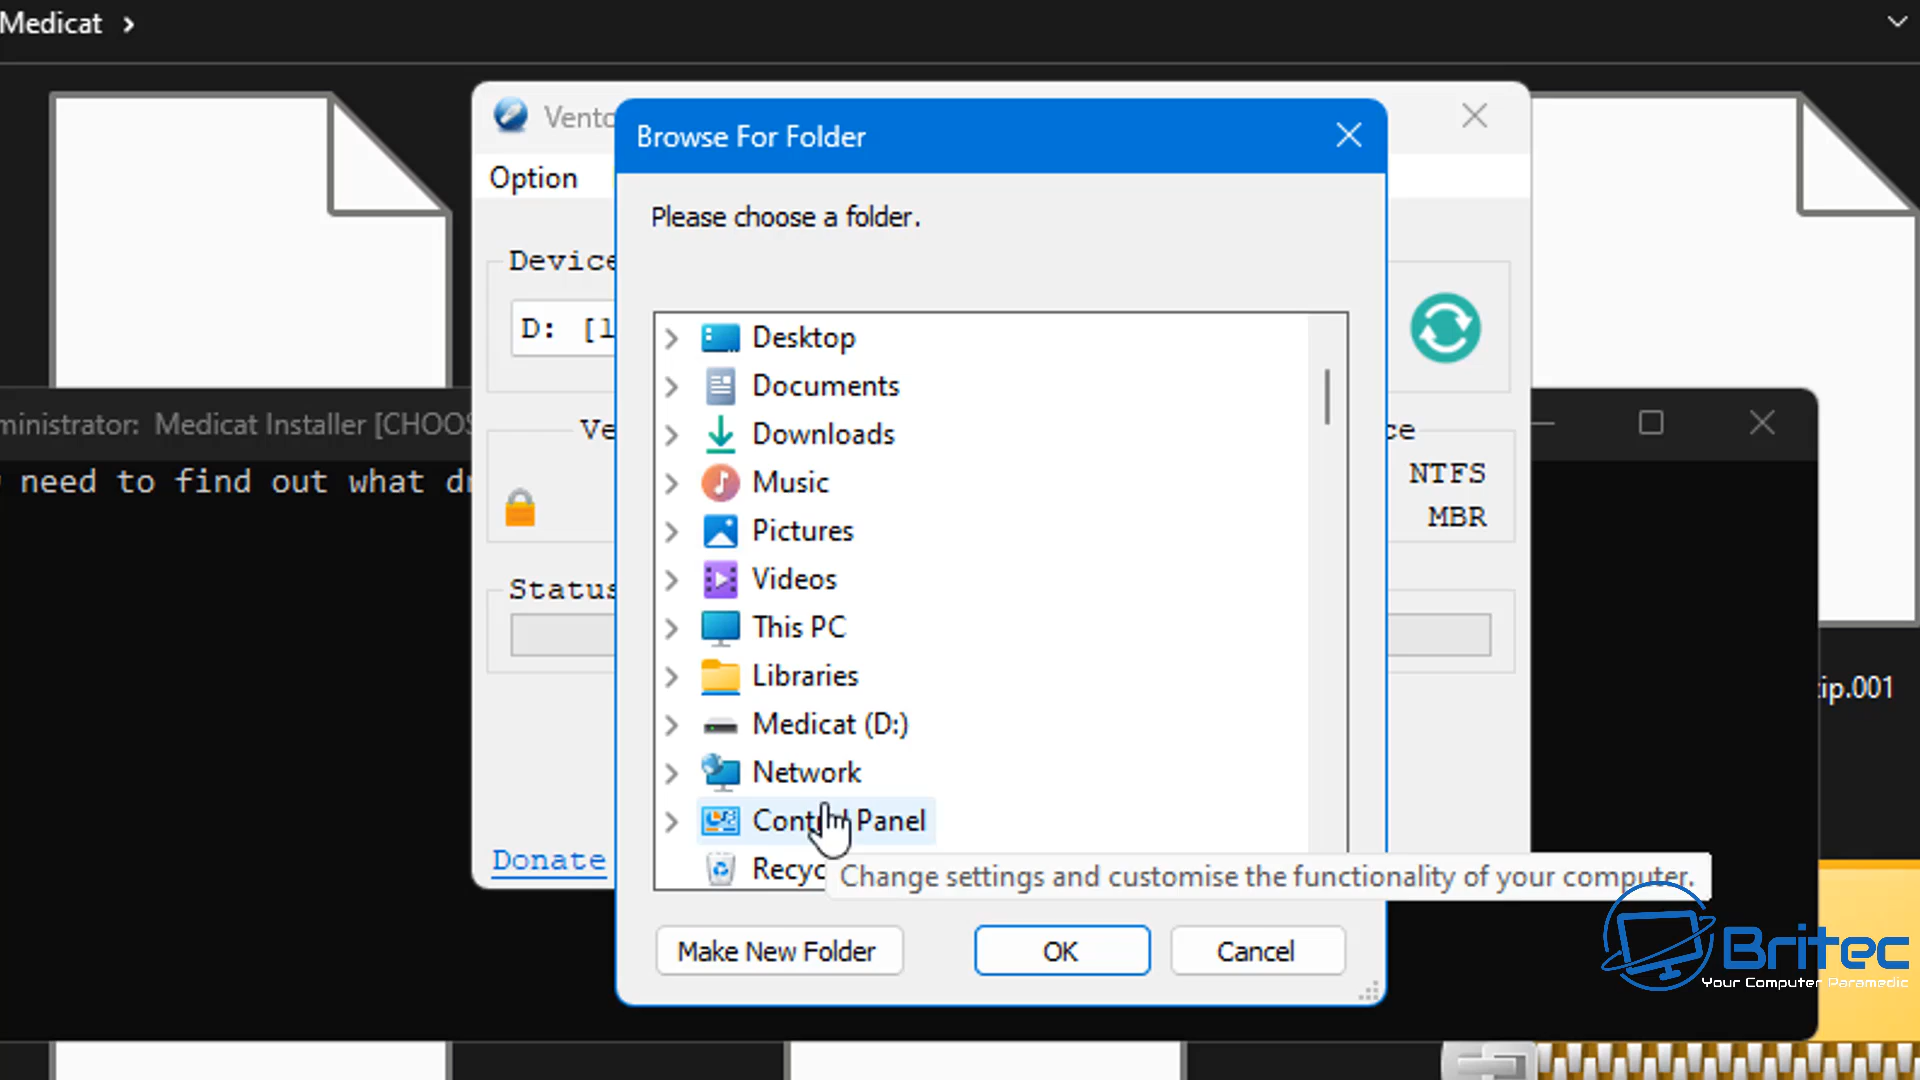 Medicat
Vento
Browse For Folder
Option
Please choose a folder.
Device
D: [1
Desktop
Documents
Downloads
Music
Pictures
Videos
This PC
Libraries
Medicat (D:)
Network
Control Panel
Recyc
Change settings and customise the functionality of your computer.
ministrator: Medicat Installer [CHOOS
need to find out what dr
Ve
ce
NTFS
MBR
Status
ip.001
Donate
Make New Folder
OK
Cancel
Britec
Your Computer Paramedic